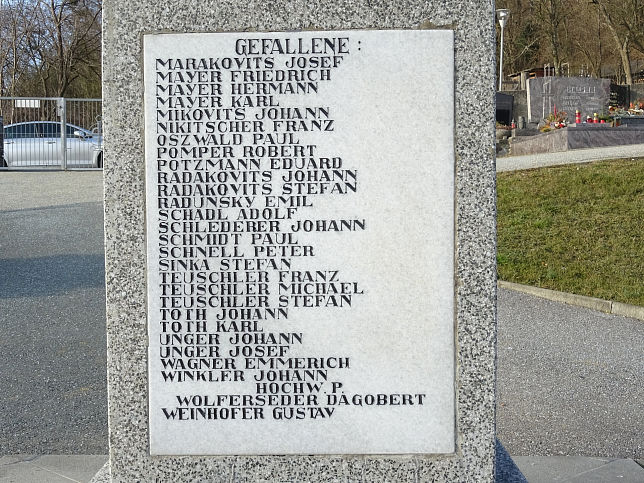 GEFALLENE :
MARAKOVITS JOSEF
MAYER FRIEDRICH
MAYER HERMANN
MAYER KARL
MIKOVITS JOHANN
NIKITSCHER FRANZ
OSZWALD PAUL
POMPER ROBERT
POTZMANN EDUARD
RADAKOVITS JOHANN
RADAKOVITS STEFAN
RADUNSKY EMIL
SCHADL ADOLF
SCHLEDERER JOHANN
SCHMIDT PAUL
SCHNELL PETER
SINKA STEFAN
TEUSCHLER FRANZ
TEUSCHLER MICHAEL
TEUSCHLER STEFAN
TOTH JOHANN
TOTH KARL
UNGER JOHANN
UNGER JOSEF
WAGNER EMMERICH
WINKLER JOHANN
HOCHW. P.
WOLFERSEDER DAGOBERT
WEINHOFER GUSTAV